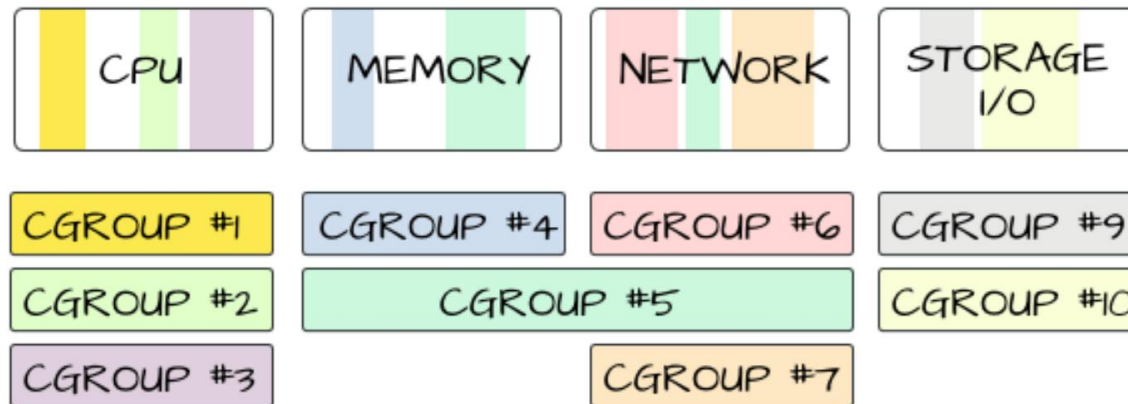 CPU
MEMORY
NETWORK
STORAGE
I/O
CGROUP #1
CGROUP #4
CGROUP #6
CGROUP #9
CGROUP #2
CGROUP #5
CGROUP #10
CGROUP #3
CGROUP #7